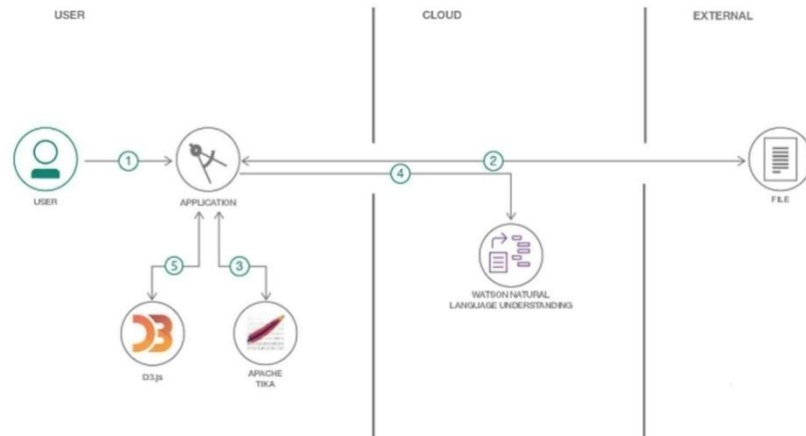 USER
CLOUD
EXTERNAL
1
2
4
USER
APPLICATION
FILE
5
3
WATSON NATURAL
LANGUAGE UNDERSTANDING
D3.js
APACHE
TIKA